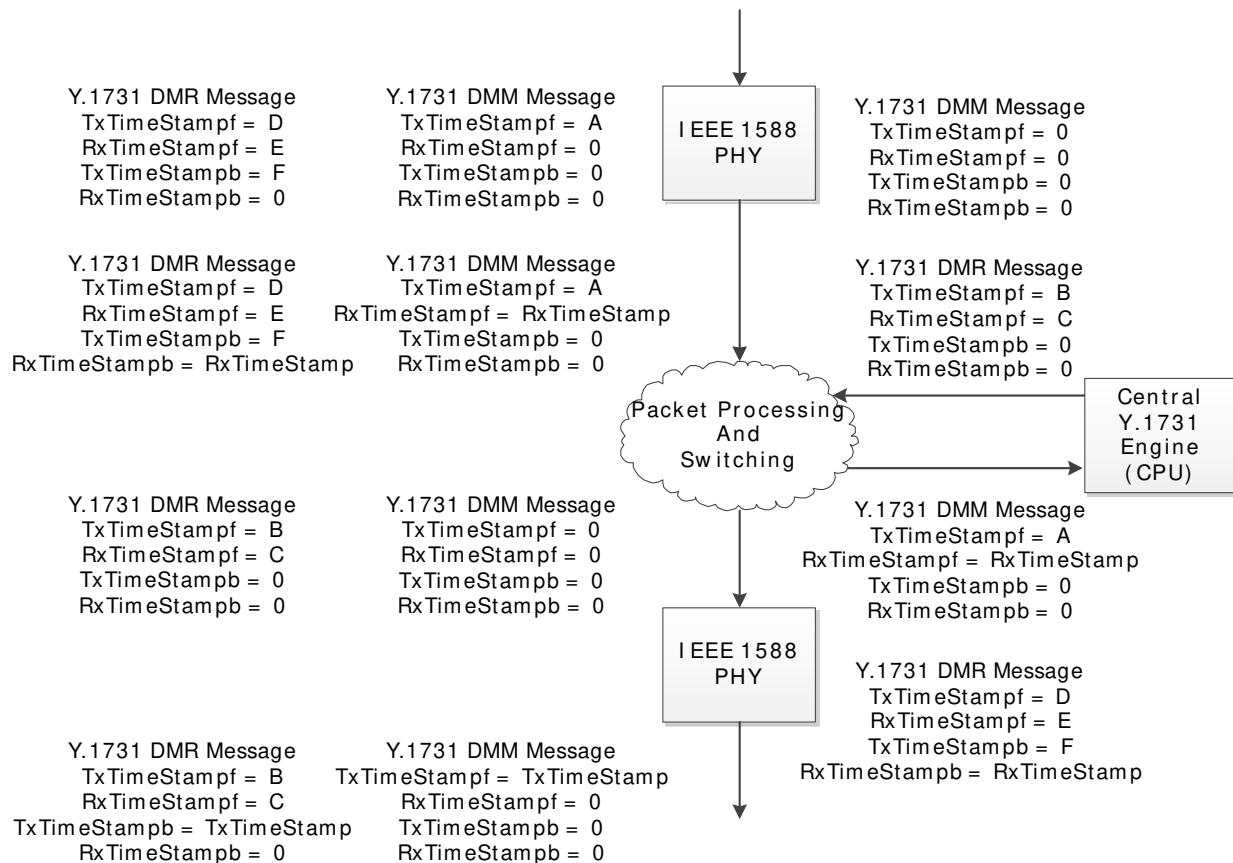 Y.1731 DMR Message
TxTimeStampf = D
RxTimeStampf = E
TxTimeStampb = F
RxTimeStampb = 0
Y.1731 DMM Message
TxTimeStampf = A
RxTimeStampf = 0
TxTimeStampb = 0
RxTimeStampb = 0
IEEE 1588
PHY
Y.1731 DMM Message
TxTimeStampf = 0
RxTimeStampf = 0
TxTimeStampb = 0
RxTimeStampb = 0
Y.1731 DMR Message
TxTimeStampf = D
RxTimeStampf = E
TxTimeStampb = F
RxTimeStampb = RxTimeStamp
Y.1731 DMM Message
TxTimeStampf = A
RxTimeStampf = RxTimeStamp
TxTimeStampb = 0
RxTimeStampb = 0
Y.1731 DMR Message
TxTimeStampf = B
RxTimeStampf = C
TxTimeStampb = 0
RxTimeStampb = 0
Packet Processing
And
Switching
Central
Y.1731
Engine
(CPU)
Y.1731 DMR Message
TxTimeStampf = B
RxTimeStampf = C
TxTimeStampb = 0
RxTimeStampb = 0
Y.1731 DMM Message
TxTimeStampf = 0
RxTimeStampf = 0
TxTimeStampb = 0
RxTimeStampb = 0
Y.1731 DMM Message
TxTimeStampf = A
RxTimeStampf = RxTimeStamp
TxTimeStampb = 0
RxTimeStampb = 0
IEEE 1588
PHY
Y.1731 DMR Message
TxTimeStampf = D
RxTimeStampf = E
TxTimeStampb = F
RxTimeStampb = RxTimeStamp
Y.1731 DMR Message
TxTimeStampf = B
RxTimeStampf = C
TxTimeStampb = TxTimeStamp
RxTimeStampb = 0
Y.1731 DMM Message
TxTimeStampf = TxTimeStamp
RxTimeStampf = 0
TxTimeStampb = 0
RxTimeStampb = 0